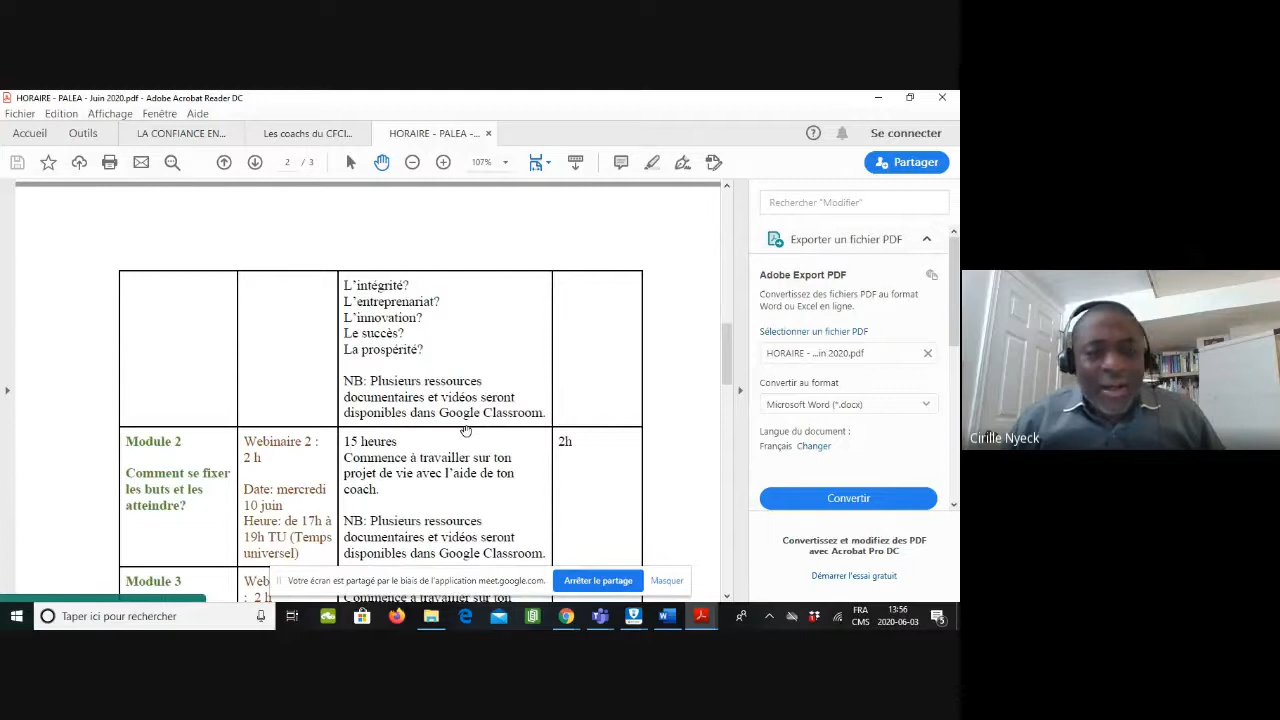 HORAIRE - PALEA - Juin 2020.pdf - Adobe Acrobat Reader DC
Fichier Edition Affichage Fenêtre Aide
Accueil Outils LA CONFIANCE EN... Les coachs du CFCI... HORAIRE - PALEA -... × Se connecter
2 / 3 107% Partager
L'intégrité?
L'entreprenariat?
L'innovation?
Le succès?
La prospérité?
NB: Plusieurs ressources
documentaires et vidéos seront
disponibles dans Google Classroom.
Module 2
Comment se fixer
les buts et les
atteindre?
Webinaire 2 :
2 h
Date: mercredi
10 juin
Heure: de 17h à
19h TU (Temps
universel)
15 heures
Commence à travailler sur ton
projet de vie avec l'aide de ton
coach.
NB: Plusieurs ressources
documentaires et vidéos seront
disponibles dans Google Classroom.
2h
Module 3
Web
: 2 h
Commence à travailler sur ton
Votre écran est partagé par le biais de l'application meet.google.com.
Arrêter le partage
Masquer
Rechercher "Modifier"
Exporter un fichier PDF
Adobe Export PDF
Convertissez des fichiers PDF au format
Word ou Excel en ligne.
Sélectionner un fichier PDF
HORAIRE - ...in 2020.pdf
Convertir au format
Microsoft Word (*.docx)
Langue du document :
Français Changer
Convertir
Convertissez et modifiez des PDF
avec Acrobat Pro DC
Démarrer l'essai gratuit
Cirille Nyeck
Taper ici pour rechercher
FRA
CMS
13:56
2020-06-03
5